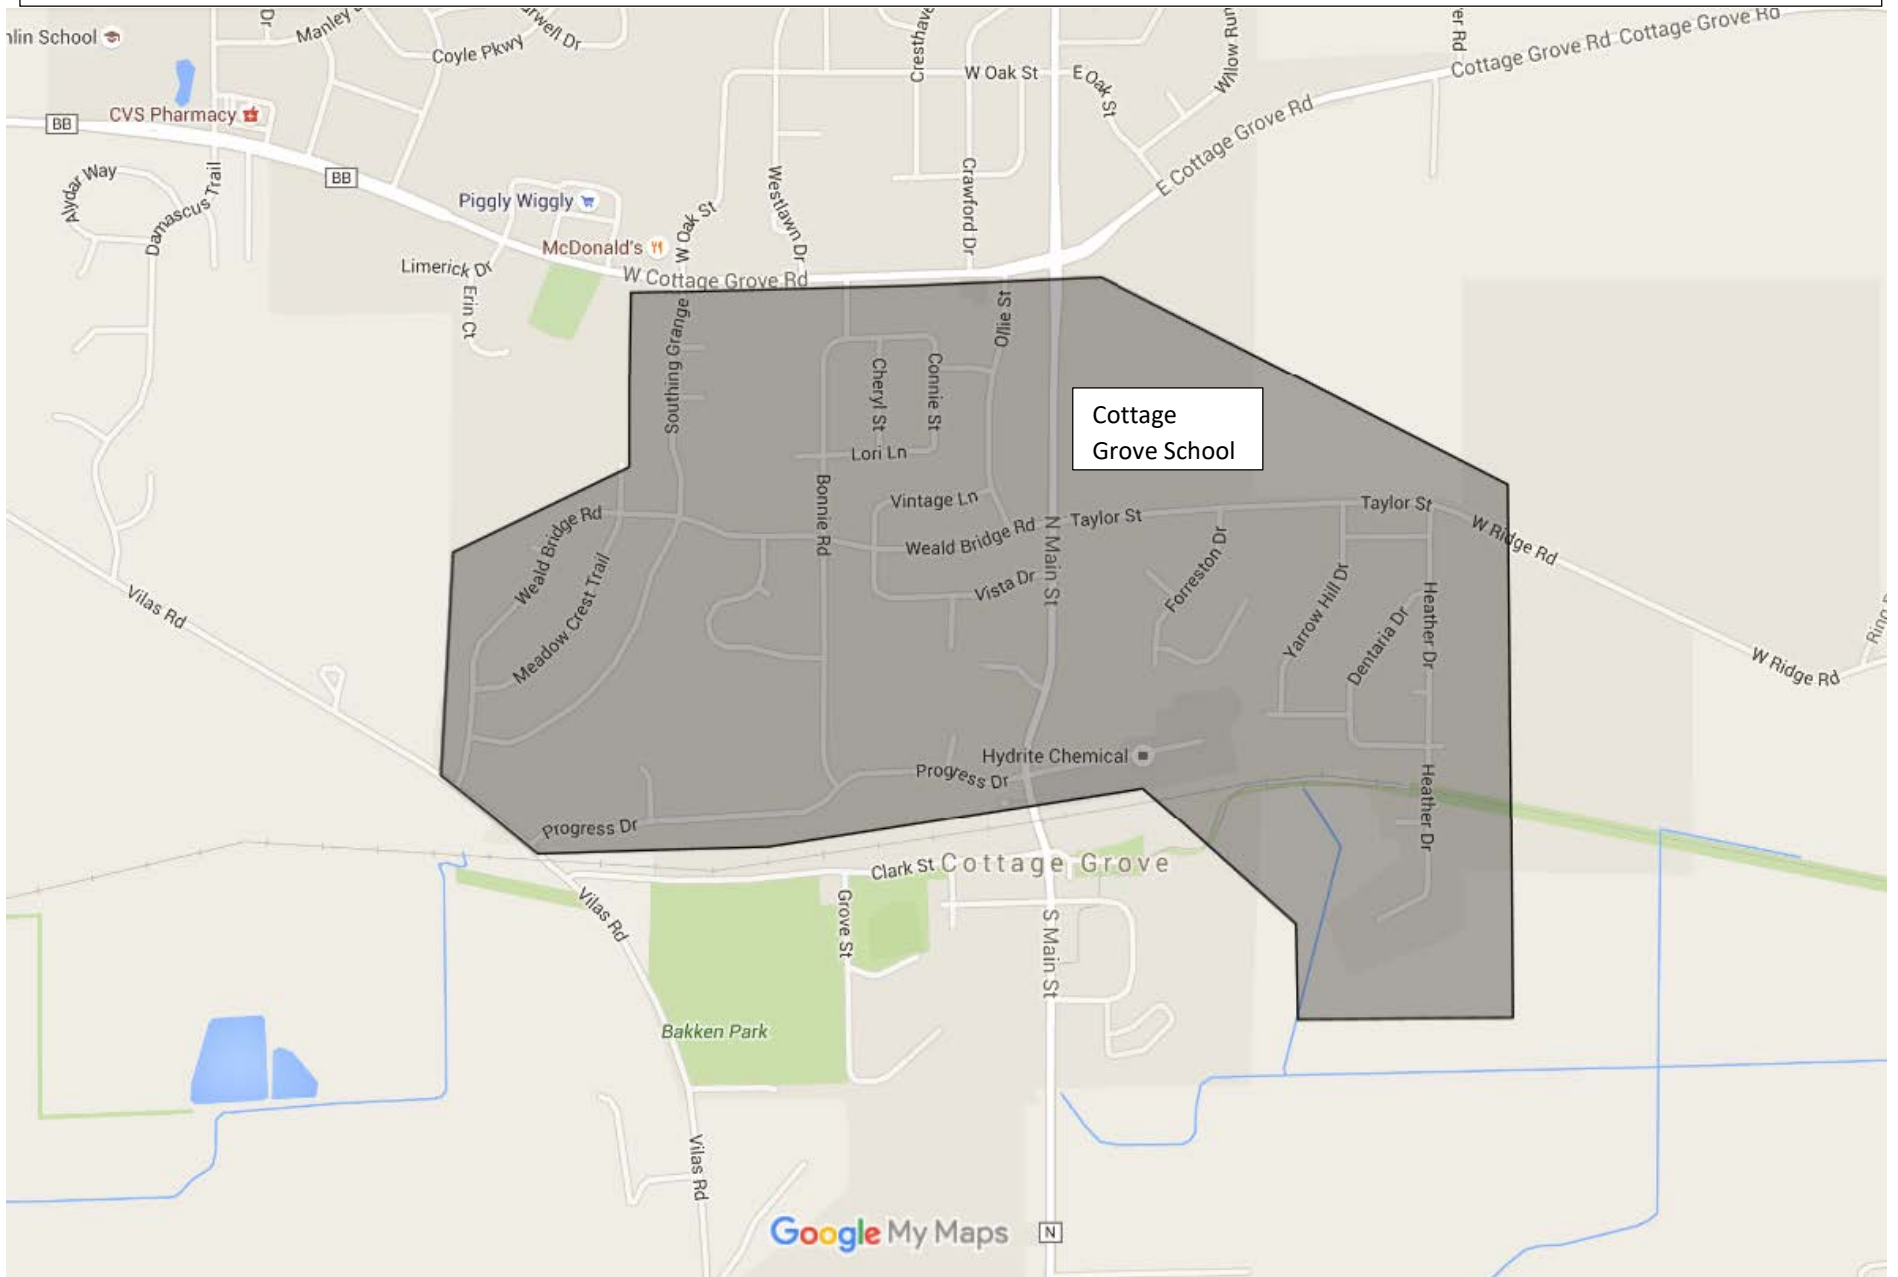 Dr
Manley
Coyle Pkwy
Cresthave
W Oak St
E Oak St
Willow Run
Cottage Grove Rd
Cottage Grove Rd
School
CVS Pharmacy
BB
BB
Alydar Way
Damascus Trail
Piggly Wiggly
McDonald's
W Oak St
Westlawn Dr
Crawford Dr
E Cottage Grove Rd
Limerick Dr
Erin Ct
W Cottage Grove Rd
Southing Grange
Ollie St
Cheryl St
Connie St
Lori Ln
Cottage
Grove School
Bonnie Rd
Vintage Ln
Weald Bridge Rd
Weald Bridge Rd
N Main St
Taylor St
Taylor St
W Ridge Rd
W Ridge Rd
Meadow Crest Trail
Vista Dr
Forreston Dr
Yarrow Hill Dr
Dentaria Dr
Heather Dr
Heather Dr
Vilas Rd
Hydrite Chemical
Progress Dr
Progress Dr
Clark St
Cottage Grove
Vilas Rd
Grove St
S Main St
Bakken Park
Vilas Rd
Google My Maps
N